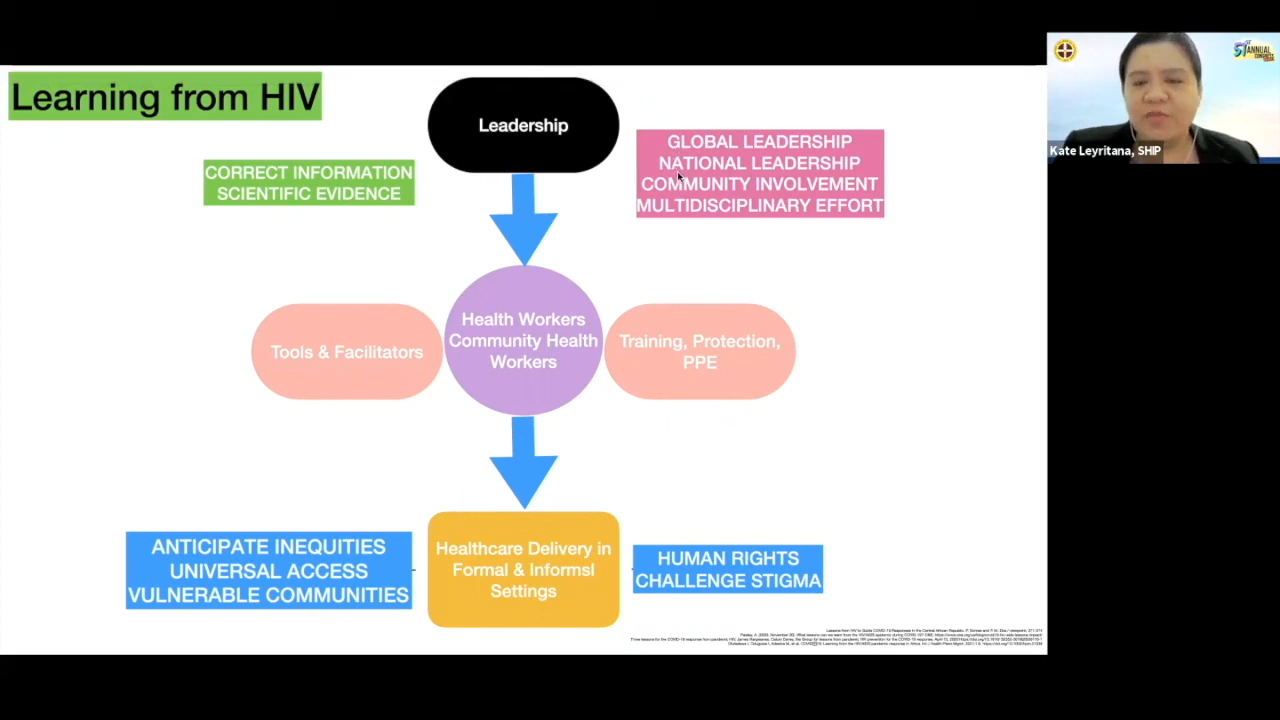 Learning from HIV
Leadership
CORRECT INFORMATION
SCIENTIFIC EVIDENCE
GLOBAL LEADERSHIP
NATIONAL LEADERSHIP
COMMUNITY INVOLVEMENT
MULTIDISCIPLINARY EFFORT
Tools & Facilitators
Health Workers
Community Health
Workers
Training, Protection,
PPE
ANTICIPATE INEQUITIES
UNIVERSAL ACCESS
VULNERABLE COMMUNITIES
Healthcare Delivery in
Formal & Informsl
Settings
HUMAN RIGHTS
CHALLENGE STIGMA
51ST ANNUAL
Kate Leyritana, SHIP